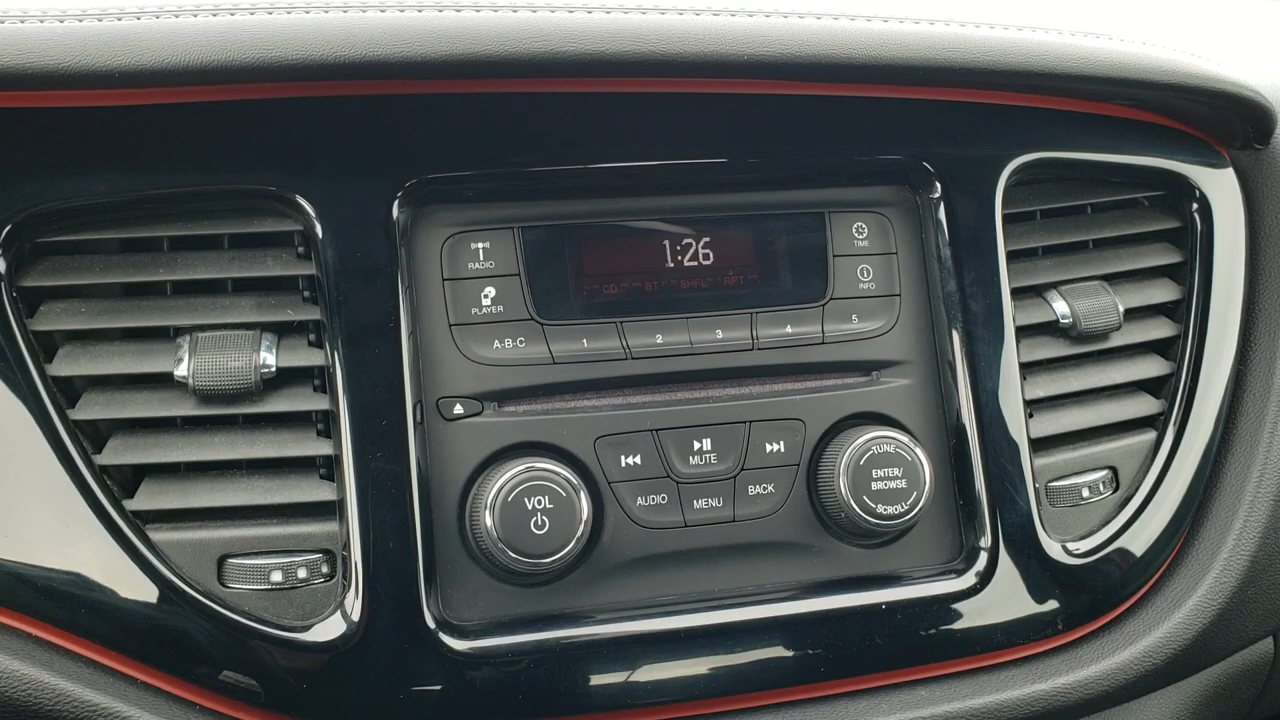 RADIO
1:26
TIME
CD BT SHFL RPT
INFO
PLAYER
A-B-C 1 2 3 4 5
MUTE
TUNE
ENTER/
BROWSE
SCROLL
VOL
AUDIO MENU BACK